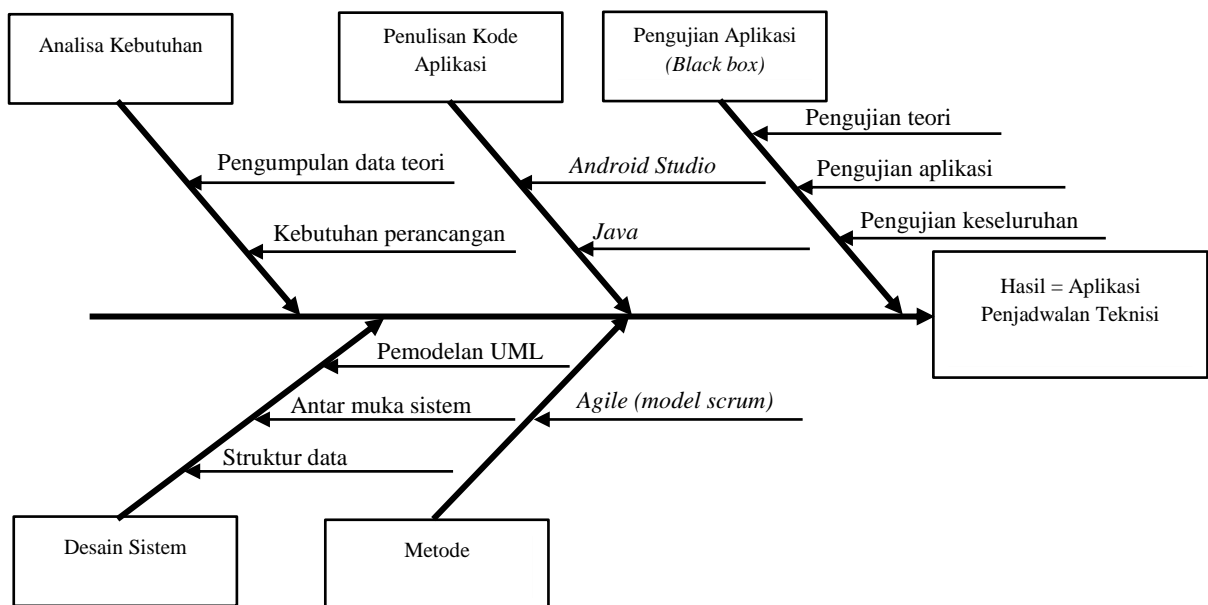 Analisa Kebutuhan
Penulisan Kode
Aplikasi
Pengujian Aplikasi
(Black box)
Pengujian teori
Pengumpulan data teori
Android Studio
Pengujian aplikasi
Kebutuhan perancangan
Java
Pengujian keseluruhan
Hasil = Aplikasi
Penjadwalan Teknisi
Pemodelan UML
Antar muka sistem
Agile (model scrum)
Struktur data
Desain Sistem
Metode